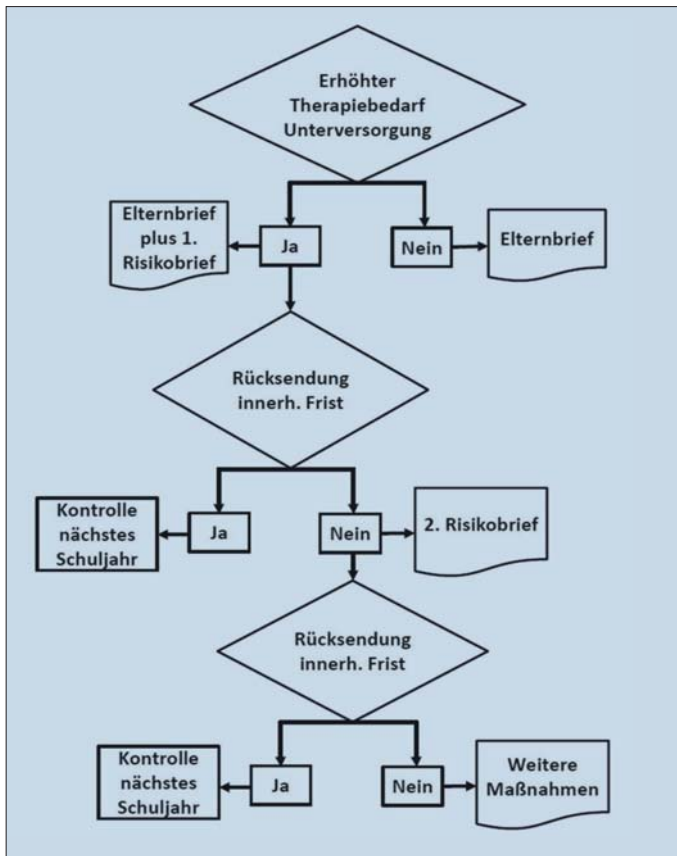 Erhöhter
Therapiebedarf
Unterversorgung
Elternbrief
plus 1.
Risikobrief
Ja
Nein
Elternbrief
Rücksendung
innerh. Frist
Kontrolle
nächstes
Schuljahr
Ja
Nein
2. Risikobrief
Rücksendung
innerh. Frist
Kontrolle
nächstes
Schuljahr
Ja
Nein
Weitere
Maßnahmen